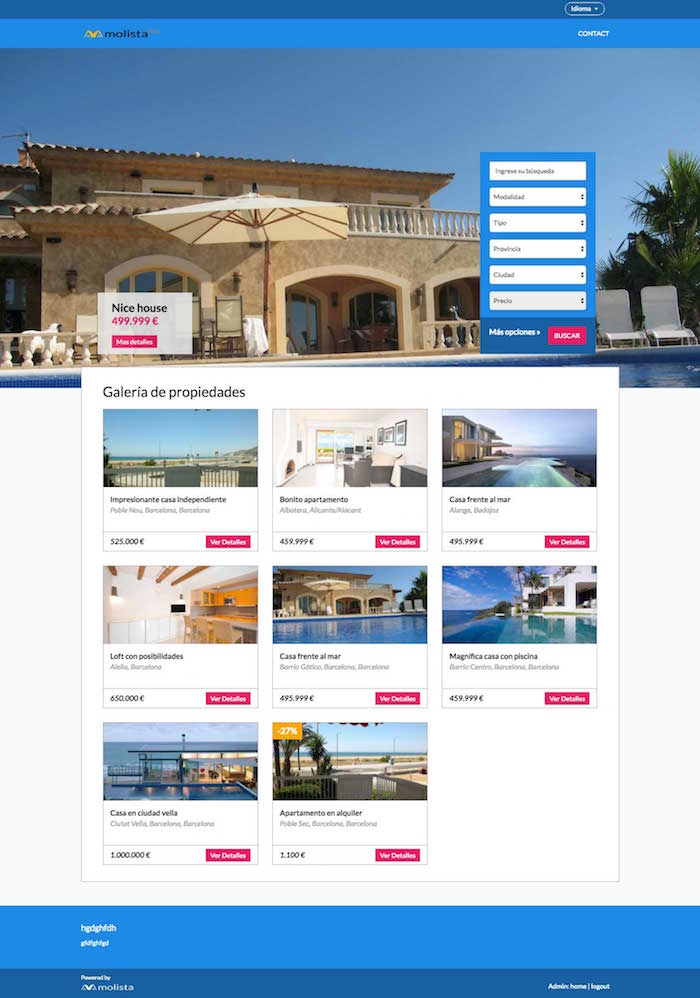 Idioma
molista
CONTACT
Ingrese su búsqueda
Modalidad
Tipo
Provincia
Ciudad
Precio
Más opciones »
BUSCAR
Nice house
499.999 €
Mas detalles
Galería de propiedades
Impresionante casa independiente
Poble Nou, Barcelona, Barcelona
525.000 €
Ver Detalles
Bonito apartamento
Albatera, Alicante/Alacant
459.999 €
Ver Detalles
Casa frente al mar
Alange, Badajoz
495.999 €
Ver Detalles
Loft con posibilidades
Alella, Barcelona
650.000 €
Ver Detalles
Casa frente al mar
Barrio Gótico, Barcelona, Barcelona
495.999 €
Ver Detalles
Magnífica casa con piscina
Barrio Centro, Barcelona, Barcelona
459.999 €
Ver Detalles
Casa en ciudad vella
Ciutat Vella, Barcelona, Barcelona
1.000.000 €
Ver Detalles
-27%
Apartamento en alquiler
Poble Sec, Barcelona, Barcelona
1.100 €
Ver Detalles
hgdghfdh
gfdfghfgd
Powered by
molista
Admin: home | logout